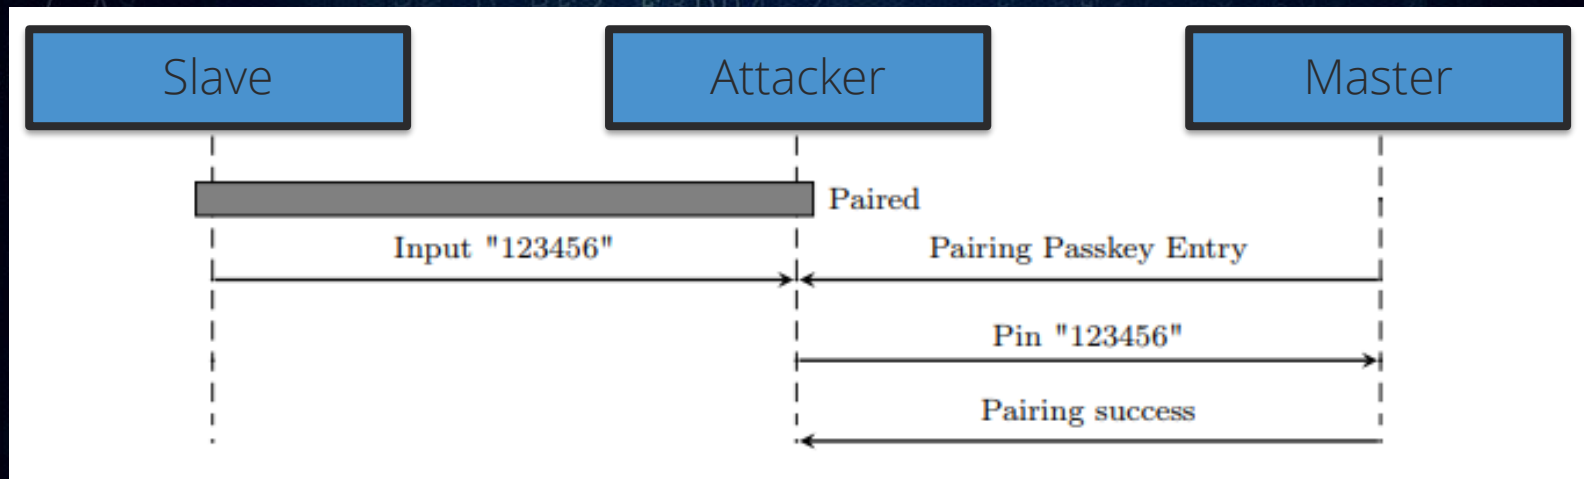 Slave Attacker Master
Paired
Input "123456" Pairing Passkey Entry
Pin "123456"
Pairing success